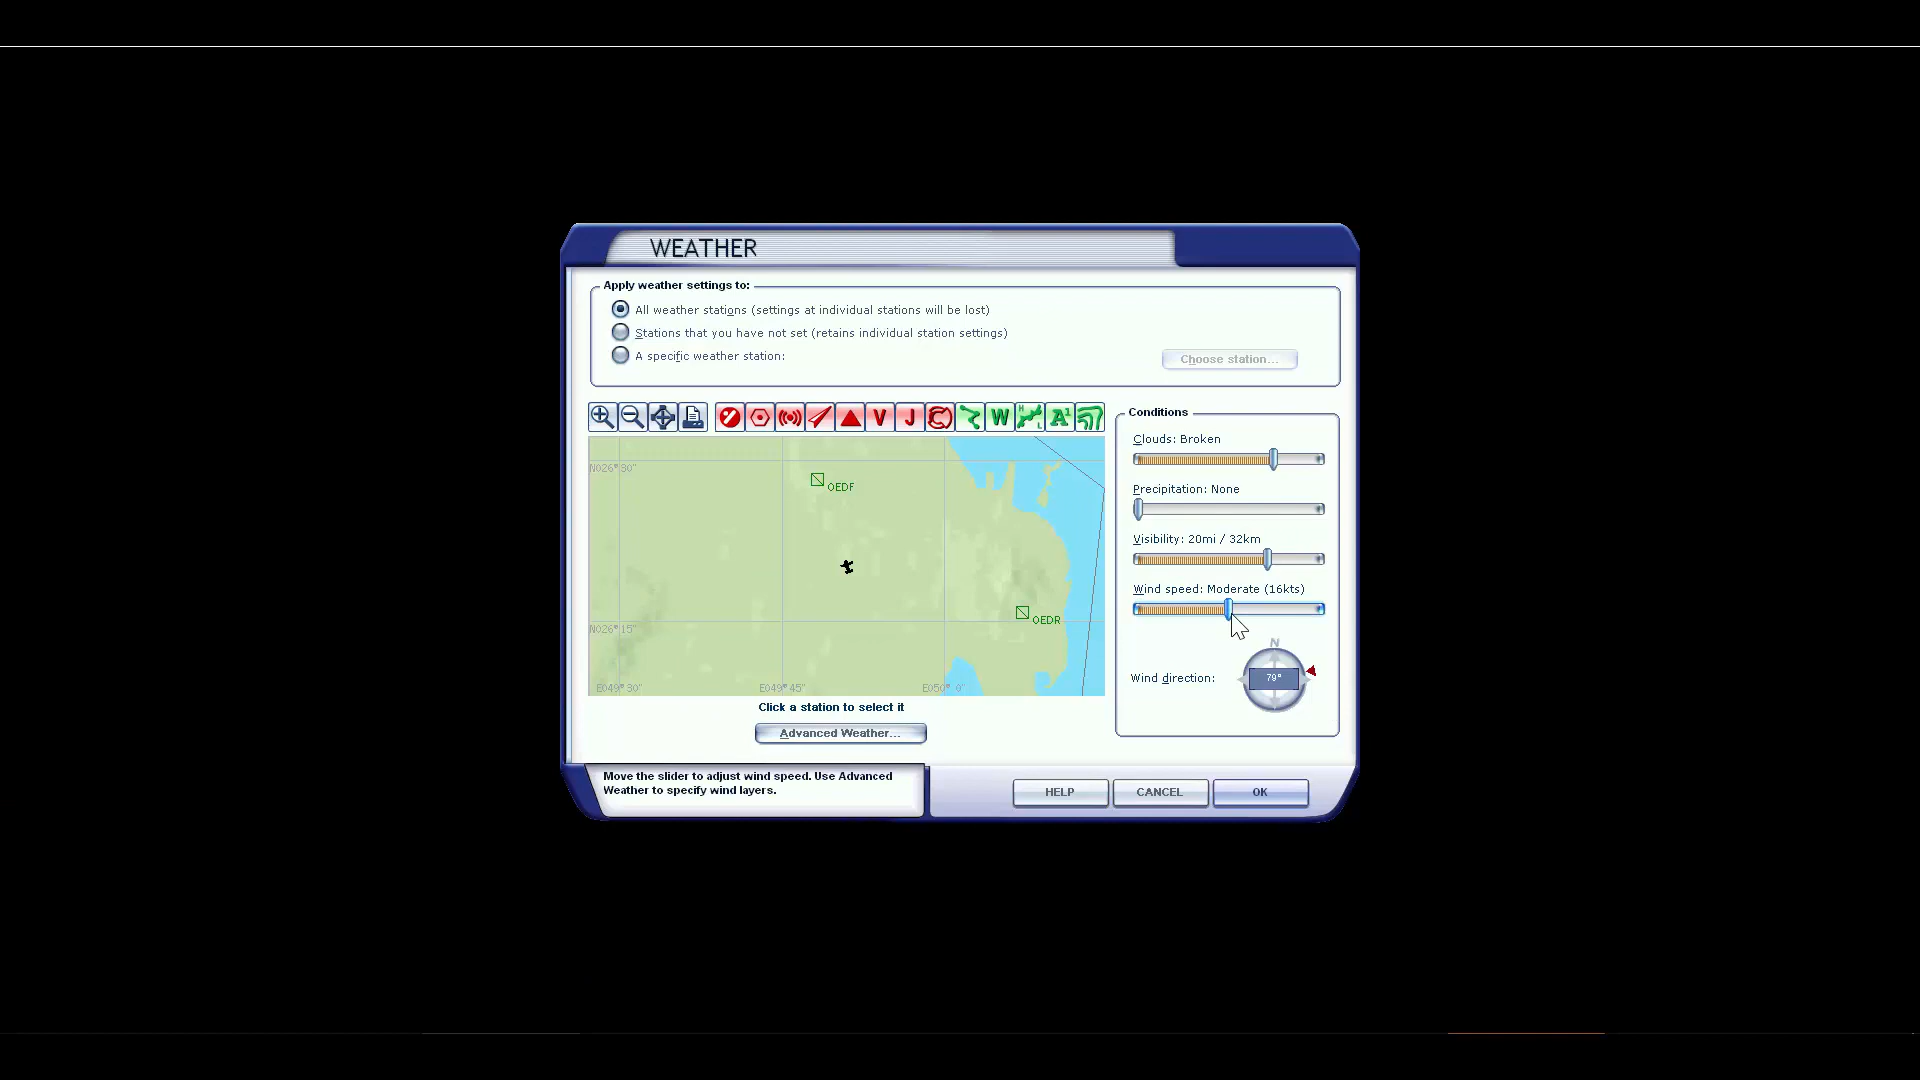 WEATHER
Apply weather settings to:
All weather stations (settings at individual stations will be lost)
Stations that you have not set (retains individual station settings)
A specific weather station:
Choose station...
V
J
W
H
L
A1
N026° 30"
OEDF
OEDR
N026° 15"
E049° 30"
E049° 45"
E050° 0"
Click a station to select it
Advanced Weather...
Conditions
Clouds: Broken
Precipitation: None
Visibility: 20mi / 32km
Wind speed: Moderate (16kts)
N
Wind direction:
79°
Move the slider to adjust wind speed. Use Advanced
Weather to specify wind layers.
HELP
CANCEL
OK